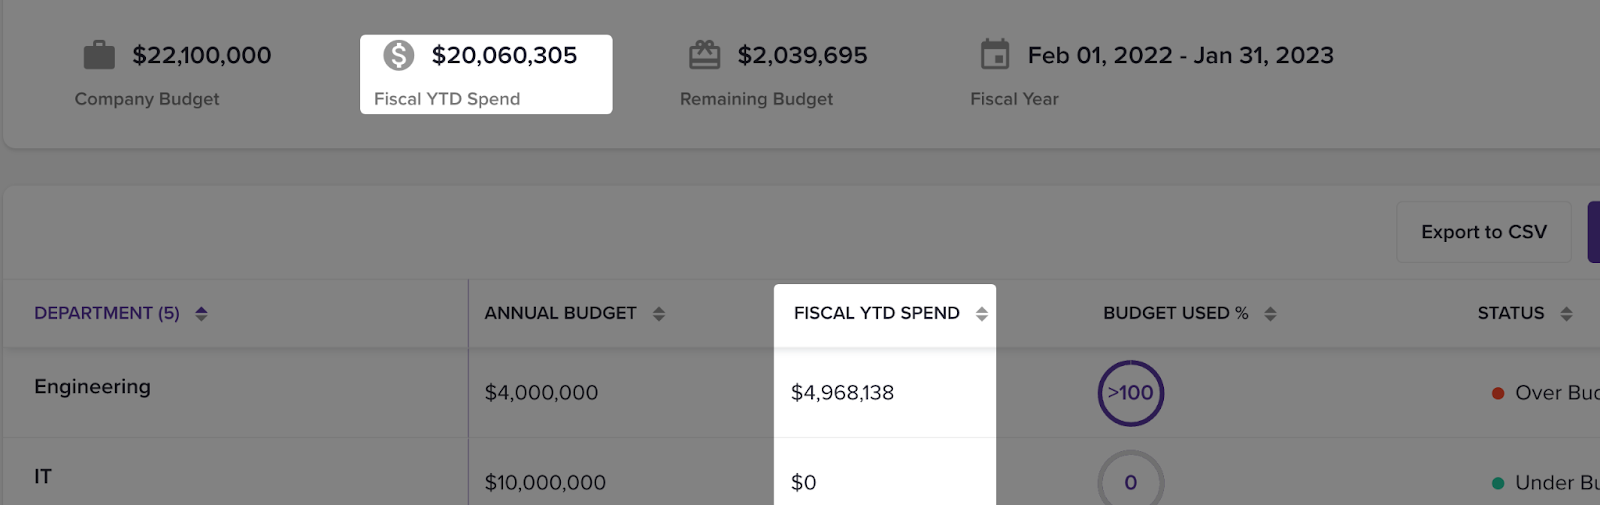 $22,100,000 $20,060,305 $2,039,695 Feb 01, 2022 - Jan 31, 2023
Company Budget Fiscal YTD Spend Remaining Budget Fiscal Year
Export to CSV
DEPARTMENT (5) ANNUAL BUDGET FISCAL YTD SPEND BUDGET USED % STATUS
Engineering $4,000,000 $4,968,138 >100 Over Bud
IT $10,000,000 $0 0 Under Bu